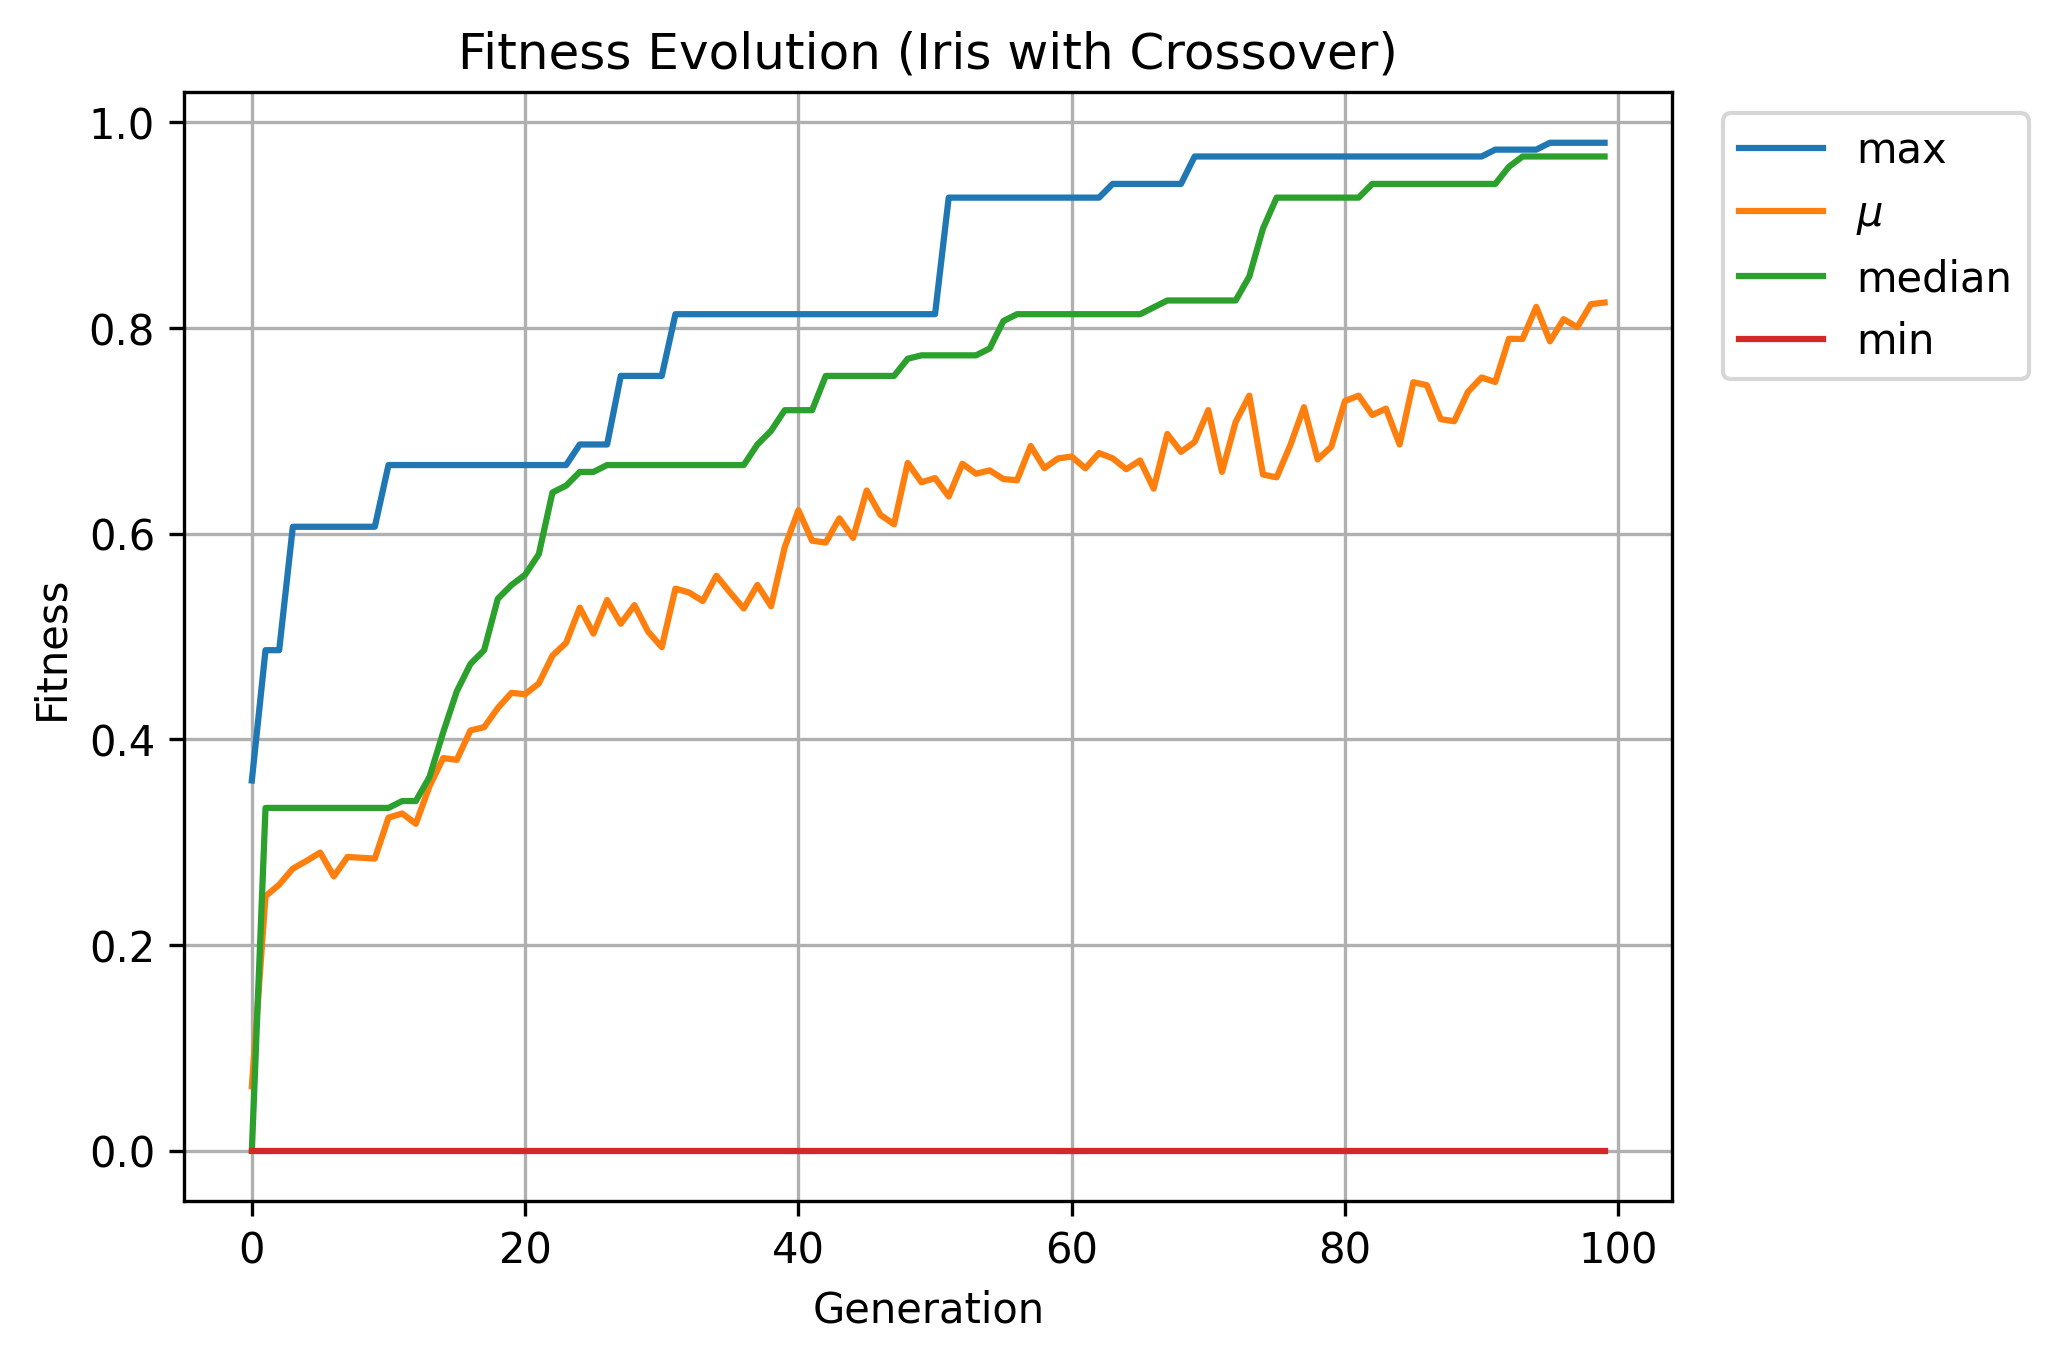 Fitness Evolution (Iris with Crossover)
1.0
0.8
0.6
0.4
0.2
0.0
Fitness
0 20 40 60 80 100
Generation
max
μ
median
min